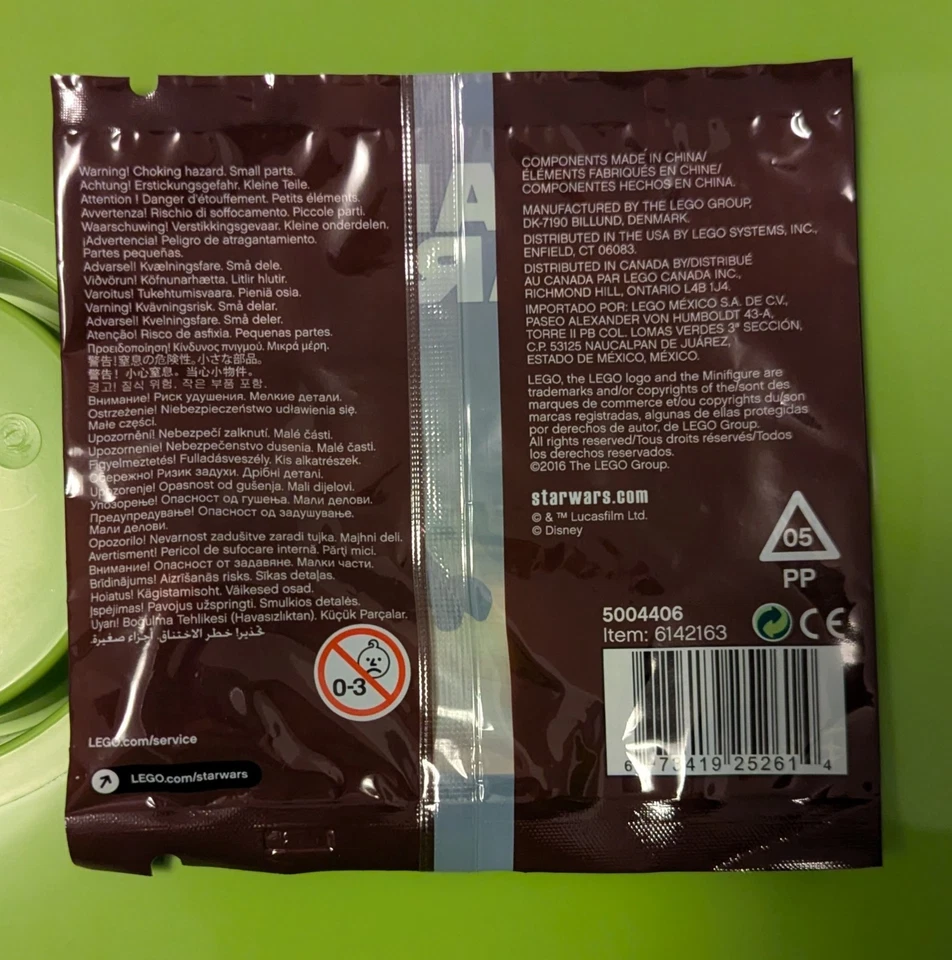 Warning! Choking hazard. Small parts.
Achtung! Erstickungsgefahr. Kleine Teile.
Attention ! Danger d'étouffement. Petits éléments.
Avvertenza! Rischio di soffocamento. Piccole parti.
Waarschuwing! Verstikkingsgevaar. Kleine onderdelen.
¡Advertencia! Peligro de atragantamiento.
Partes pequeñas.
Advarsel! Kvælningsfare. Små dele.
Viðvörun! Köfnunarhætta. Litlir hlutir.
Varoitus! Tukehtumisvaara. Pieniä osia.
Varning! Kvävningsrisk. Små delar.
Advarsel! Kvelningsfare. Små deler.
Atenção! Risco de asfixia. Pequenas partes.
Προειδοποίηση! Κίνδυνος πνιγμού. Μικρά μέρη.
警告!窒息の危険性。小さな部品。
警告! 小心窒息。当心小物件。
경고! 질식 위험. 작은 부품 포함.
Внимание! Риск удушения. Мелкие детали.
Ostrzeżenie! Niebezpieczeństwo udławienia się.
Małe części.
Upozornění! Nebezpečí zalknutí. Malé části.
Upozornenie! Nebezpečenstvo dusenia. Malé časti.
Figyelmeztetés! Fulladásveszély. Kis alkatrészek.
Обережно! Ризик задухи. Дрібні деталі.
Upozorenje! Opasnost od gušenja. Mali dijelovi.
Упозорење! Опасност од гушења. Мали делови.
Предупредување! Опасност од задушување.
Мали делови.
Opozorilo! Nevarnost zadušitve zaradi tujka. Majhni deli.
Avertisment! Pericol de sufocare internă. Părţi mici.
Внимание! Опасност от задавяне. Малки части.
Brīdinājums! Aizrīšanās risks. Sīkas detaļas.
Hoiatus! Kägistamisoht. Väikesed osad.
Įspėjimas! Pavojus užspringti. Smulkios detalės.
Uyarı! Boğulma Tehlikesi (Havasızlıktan). Küçük Parçalar.
تحذير! خطر الاختناق. أجزاء صغيرة
0-3
LEGO.com/service
LEGO.com/starwars
COMPONENTS MADE IN CHINA/
ÉLÉMENTS FABRIQUÉS EN CHINE/
COMPONENTES HECHOS EN CHINA.
MANUFACTURED BY THE LEGO GROUP,
DK-7190 BILLUND, DENMARK.
DISTRIBUTED IN THE USA BY LEGO SYSTEMS, INC.,
ENFIELD, CT 06083.
DISTRIBUTED IN CANADA BY/DISTRIBUÉ
AU CANADA PAR LEGO CANADA INC.,
RICHMOND HILL, ONTARIO L4B 1J4.
IMPORTADO POR: LEGO MÉXICO S.A. DE C.V.,
PASEO ALEXANDER VON HUMBOLDT 43-A,
TORRE II PB COL. LOMAS VERDES 3ª SECCIÓN,
C.P. 53125 NAUCALPAN DE JUÁREZ,
ESTADO DE MÉXICO, MÉXICO.
LEGO, the LEGO logo and the Minifigure are
trademarks and/or copyrights of the/sont des
marques de commerce et/ou copyrights du/son
marcas registradas, algunas de ellas protegidas
por derechos de autor, de LEGO Group.
All rights reserved/Tous droits réservés/Todos
los derechos reservados.
©2016 The LEGO Group.
starwars.com
© & ™ Lucasfilm Ltd.
© Disney
05
PP
5004406
Item: 6142163
CE
6 73419 25261 4